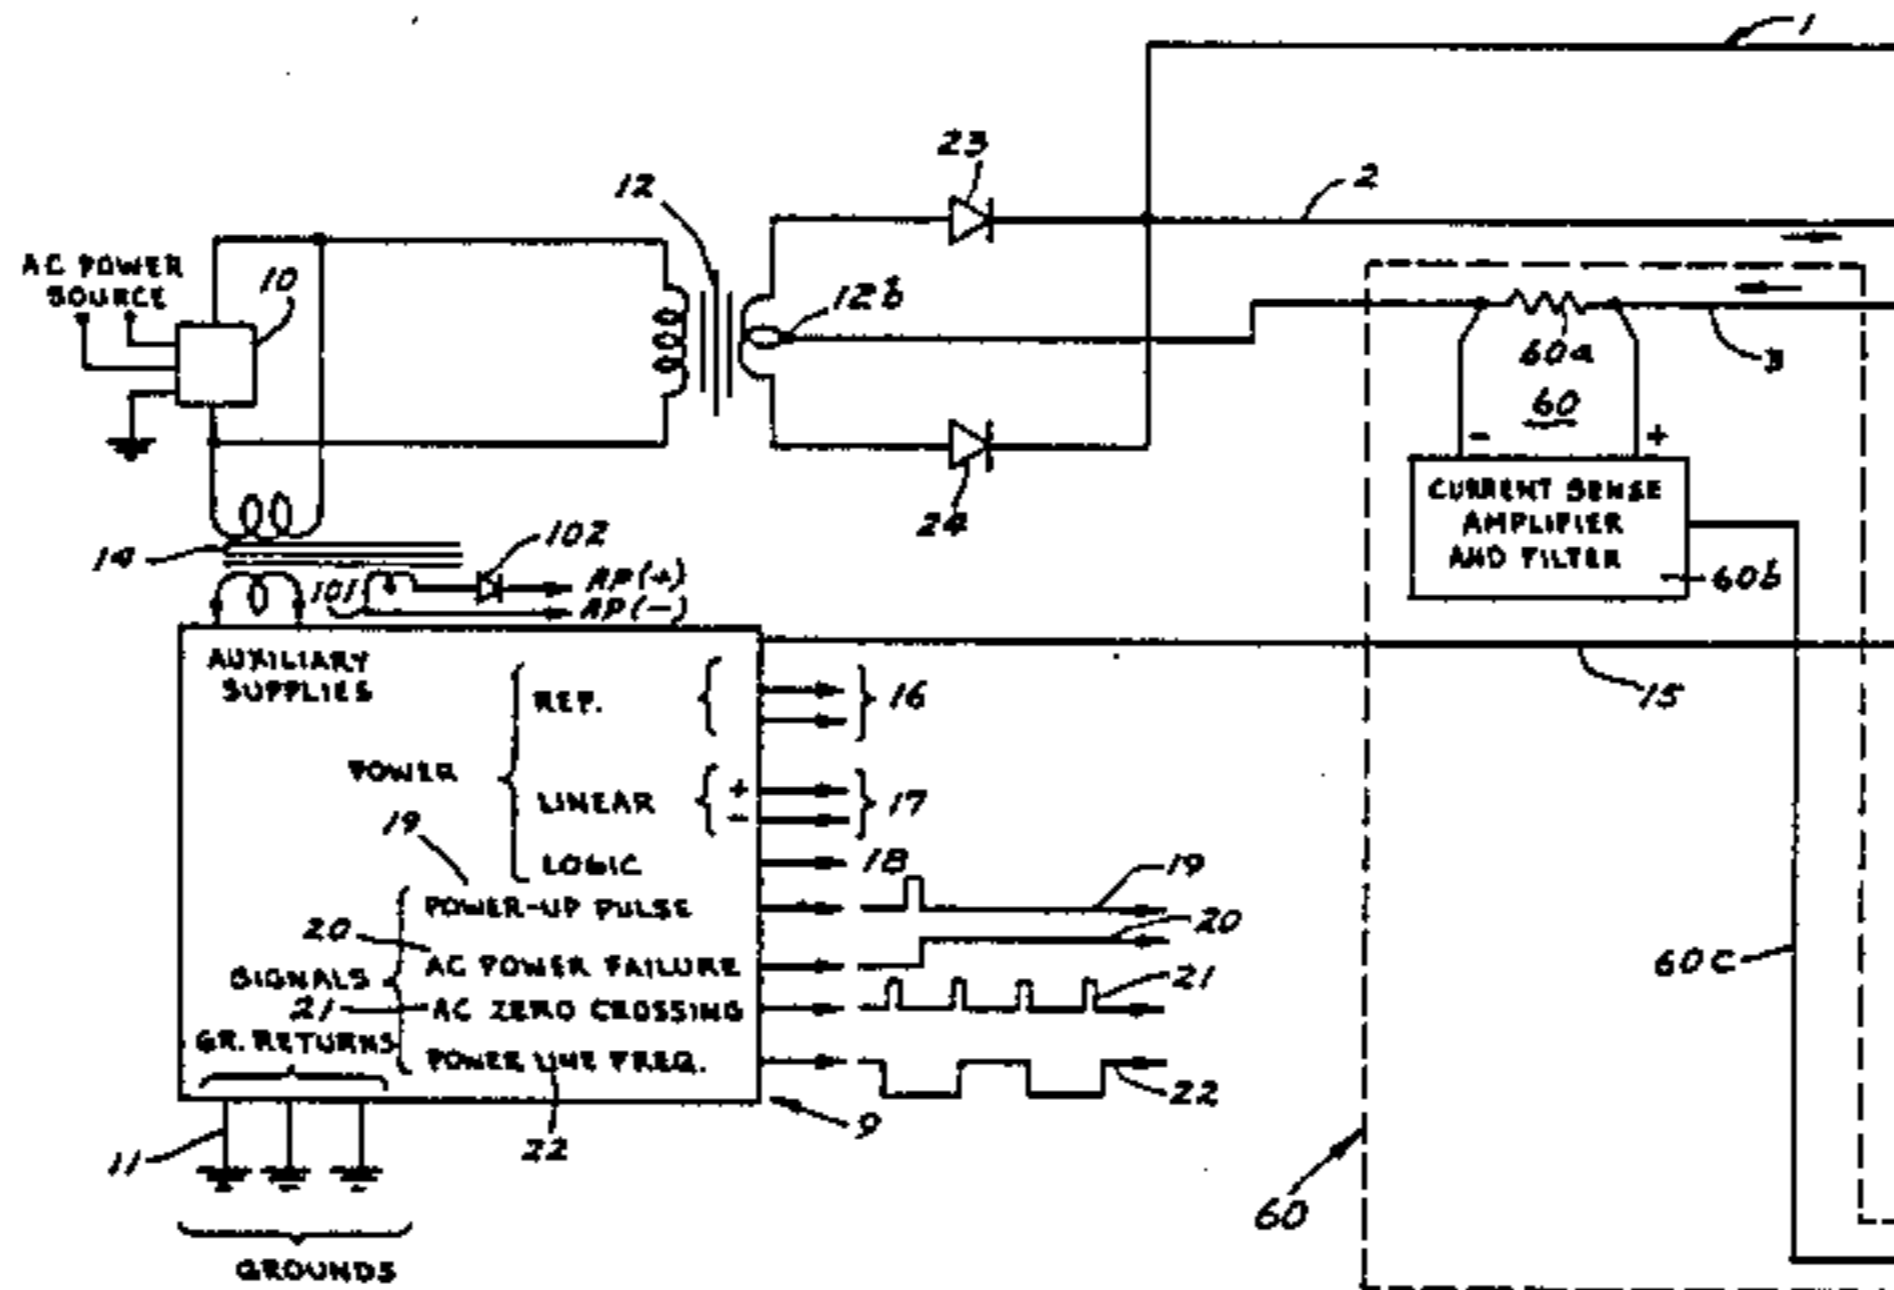 1
23
12
2
AC POWER
SOURCE
10
12b
60a
3
60
- +
24
CURRENT SENSE
AMPLIFIER
AND FILTER
60b
14
102
101
AP(+)
AP(-)
AUXILIARY
SUPPLIES
REF.
16
15
POWER
LINEAR
+
-
17
19
LOGIC
18
19
POWER-UP PULSE
20
20
AC POWER FAILURE
SIGNALS
21
21
AC ZERO CROSSING
60c
GR. RETURNS
POWER LINE FREQ.
22
9
11
22
60
GROUNDS